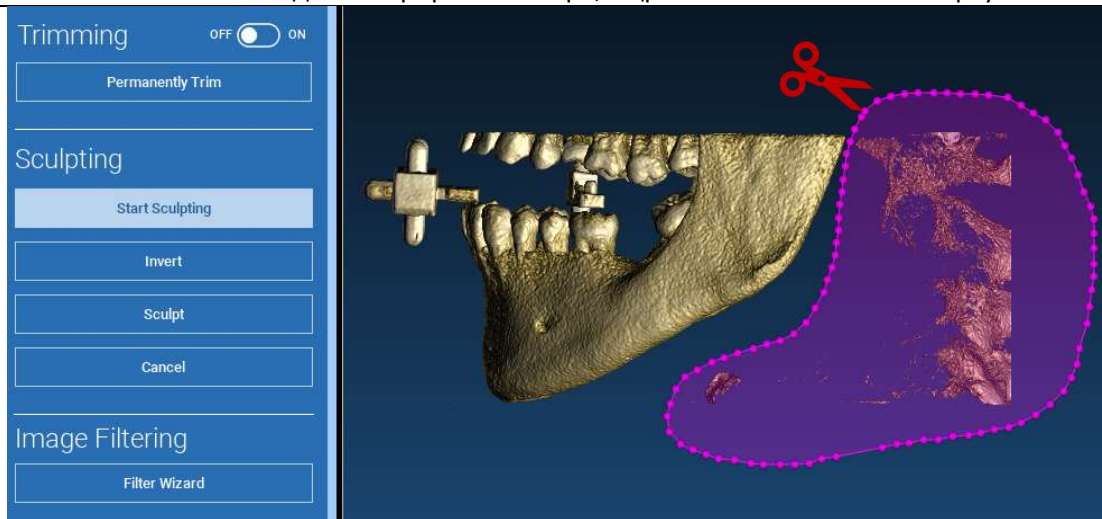 Trimming OFF ON
Permanently Trim
Sculpting
Start Sculpting
Invert
Sculpt
Cancel
Image Filtering
Filter Wizard